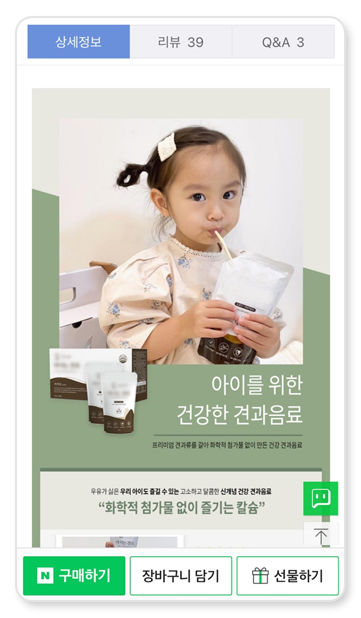 상세정보 리뷰 39 Q&A 3
아이를 위한
건강한 견과음료
프리미엄 견과류를 갈아 화학적 첨가물 없이 만든 건강 견과음료
우유가 싫은 우리 아이도 즐길 수 있는 고소하고 달콤한 신개념 건강 견과음료
“화학적 첨가물 없이 즐기는 칼슘”
N 구매하기 장바구니 담기 선물하기